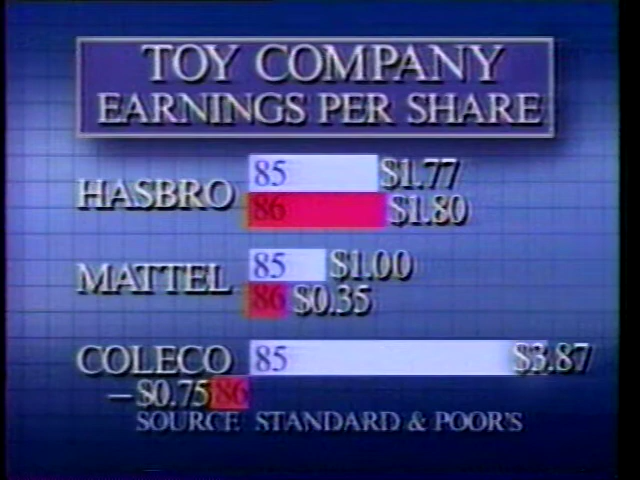 TOY COMPANY
EARNINGS PER SHARE
HASBRO
85 $1.77
86 $1.80
MATTEL
85 $1.00
86 $0.35
COLECO
85 $3.87
—$0.75 86
SOURCE STANDARD & POOR'S